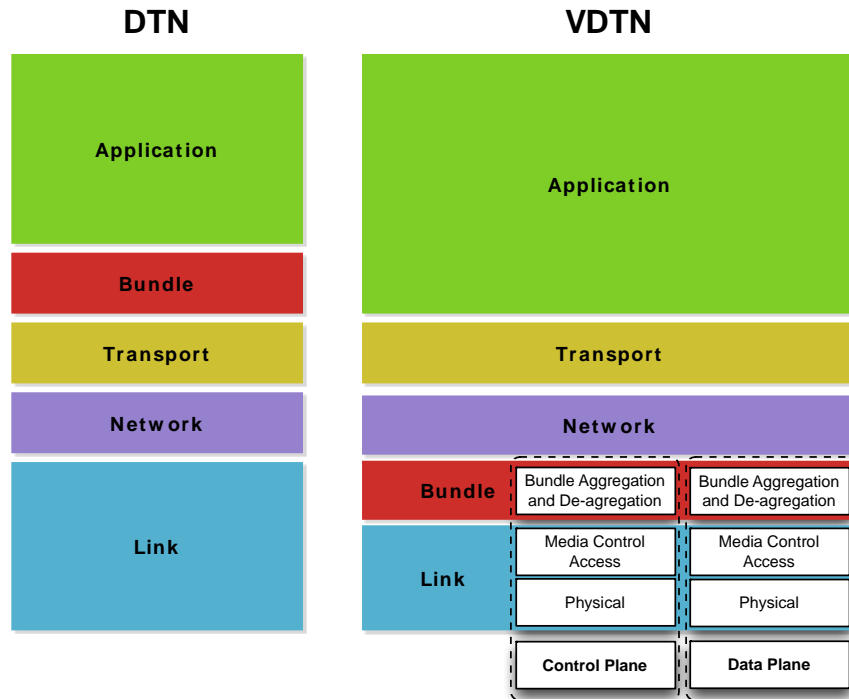 DTN
Application
Bundle
Transport
Network
Link
VDTN
Application
Transport
Network
Bundle
Bundle Aggregation
and De-agregation
Bundle Aggregation
and De-agregation
Link
Media Control
Access
Media Control
Access
Physical
Physical
Control Plane
Data Plane